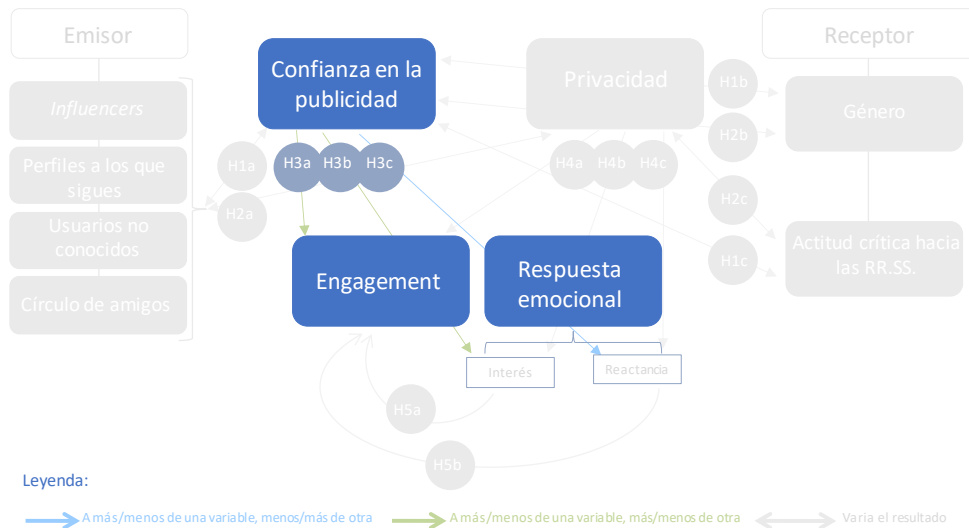 Emisor
Receptor
Confianza en la
publicidad
Privacidad
Influencers
Perfiles a los que
sigues
Usuarios no
conocidos
Círculo de amigos
H1a
H2a
H3a
H3b
H3c
H4a
H4b
H4c
H1b
H2b
H2c
H1c
Género
Actitud crítica hacia
las RR.SS.
Engagement
Respuesta
emocional
Interés
Reactancia
H5a
H5b
Leyenda:
A más/menos de una variable, menos/más de otra
A más/menos de una variable, más/menos de otra
Varia el resultado